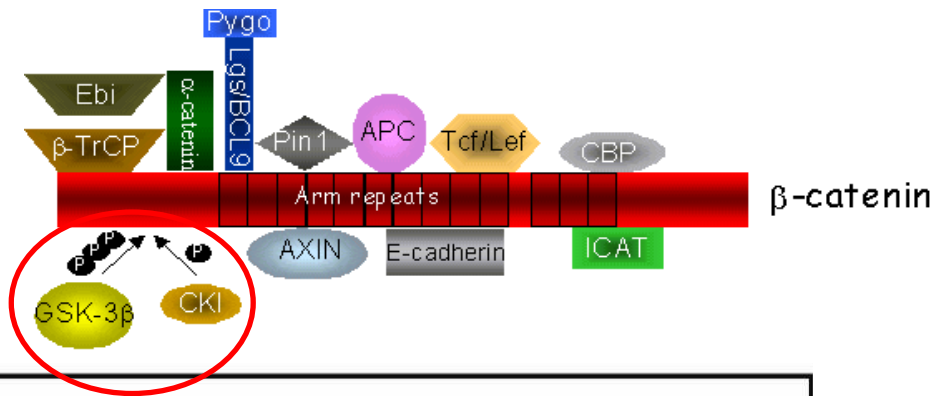 Pygo
Lgs/BCL9
Ebi
α-catenin
β-TrCP
Pin1
APC
Tcf/Lef
CBP
Arm repeats
β-catenin
P P P
P
AXIN
E-cadherin
ICAT
GSK-3β
CKI